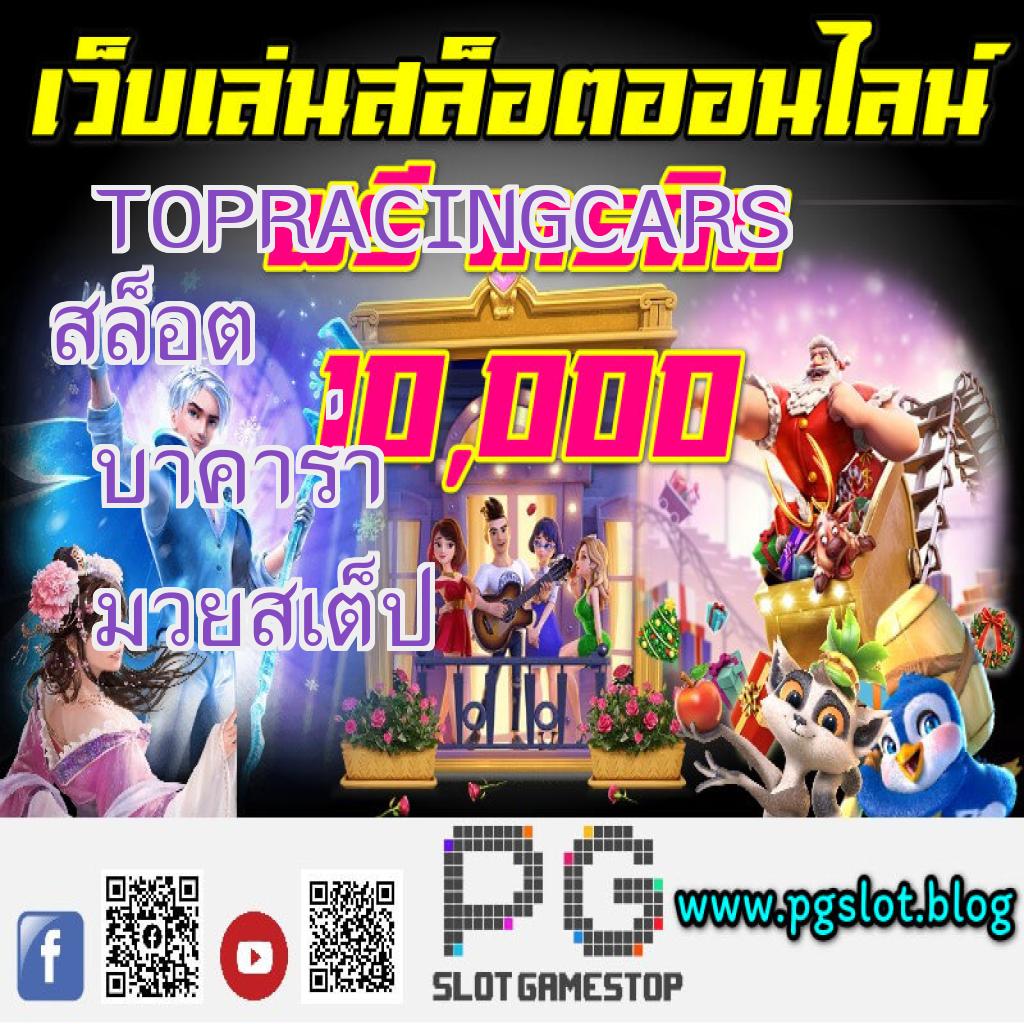 เว็บเล่นสล็อตออนไลน์
TOPRACINGCARS
สล็อต
10,000
บาคารา
มวยสเต็ป
PG
SLOT GAMESTOP
www.pgslot.blog